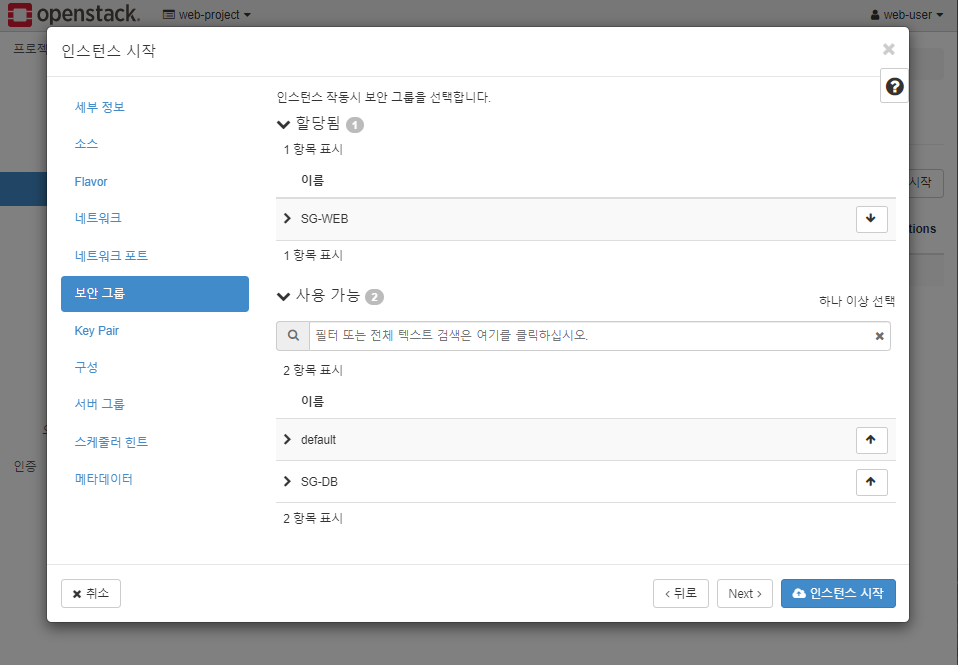 openstack.
web-project
web-user
프로젝
인스턴스 시작
세부 정보
소스
Flavor
네트워크
네트워크 포트
보안 그룹
Key Pair
구성
서버 그룹
스케줄러 힌트
메타데이터
인스턴스 작동시 보안 그룹을 선택합니다.
할당됨 1
1 항목 표시
이름
SG-WEB
1 항목 표시
사용 가능 2
하나 이상 선택
필터 또는 전체 텍스트 검색은 여기를 클릭하십시오.
2 항목 표시
이름
default
SG-DB
2 항목 표시
취소
‹ 뒤로
Next ›
인스턴스 시작
시작
tions
인증